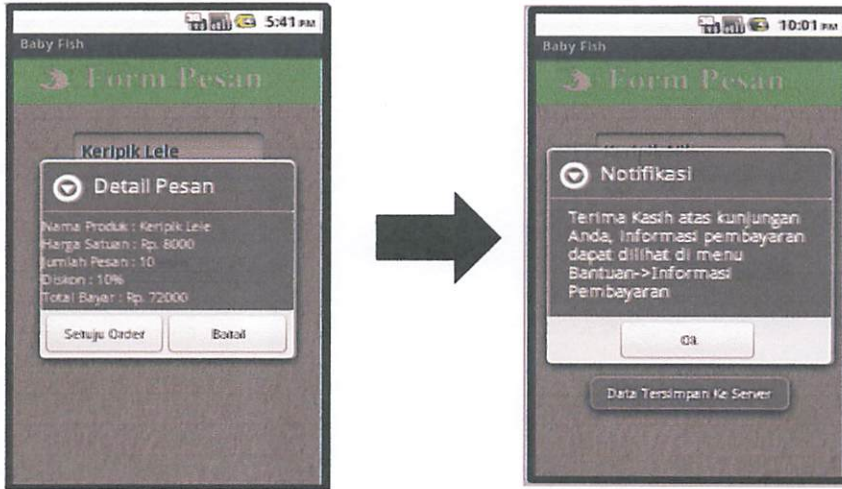 5:41 PM
Baby Fish
Form Pesan
Keripik Lele
Detail Pesan
Nama Produk : Keripik Lele
Harga Satuan : Rp. 8000
Jumlah Pesan : 10
Diskon : 10%
Total Bayar : Rp. 72000
Setuju Order
Batal
10:01 PM
Baby Fish
Form Pesan
Notifikasi
Terima Kasih atas kunjungan
Anda, Informasi pembayaran
dapat dilihat di menu
Bantuan->Informasi
Pembayaran
Ok
Data Tersimpan Ke Server